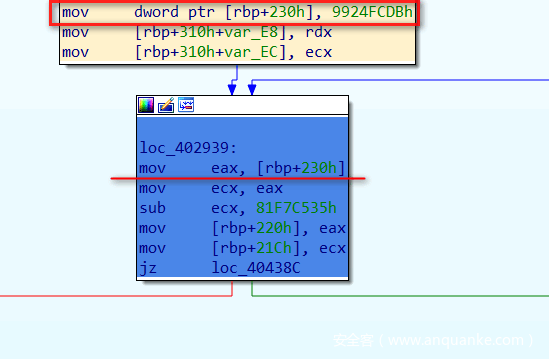 mov     dword ptr [rbp+230h], 9924FCDBh
mov     [rbp+310h+var_E8], rdx
mov     [rbp+310h+var_EC], ecx
loc_402939:
mov     eax, [rbp+230h]
mov     ecx, eax
sub     ecx, 81F7C535h
mov     [rbp+220h], eax
mov     [rbp+21Ch], ecx
jz      loc_40438C
安全客 ( www.anquanke.com )